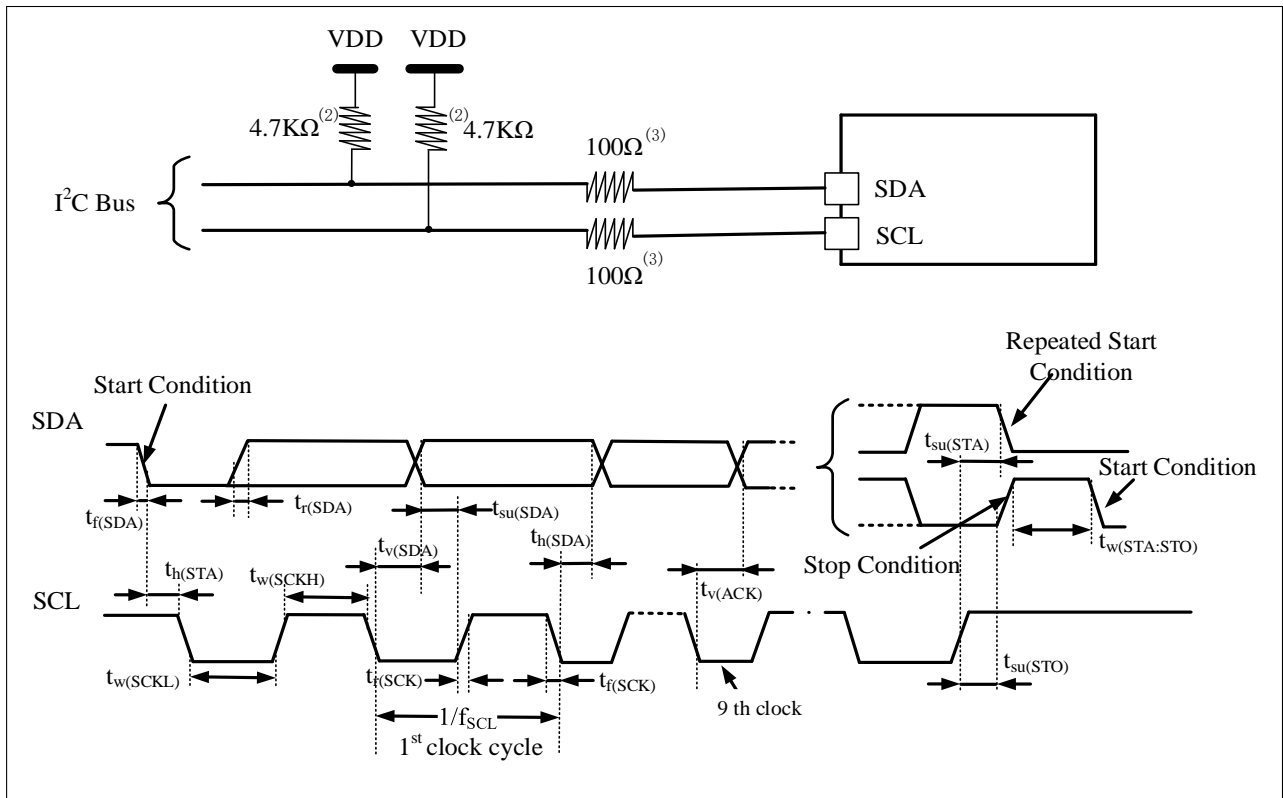 VDD VDD
4.7KΩ(2) (2)4.7KΩ
100Ω(3)
I2C Bus
SDA
SCL
100Ω(3)
Repeated Start
Condition
Start Condition
SDA
tsu(STA)
Start Condition
tf(SDA)
tr(SDA)
tsu(SDA)
th(SDA)
tv(SDA)
tw(STA:STO)
Stop Condition
th(STA)
tw(SCKH)
tv(ACK)
SCL
tw(SCKL)
tr(SCK)
tf(SCK)
tsu(STO)
9 th clock
1/fSCL
1st clock cycle